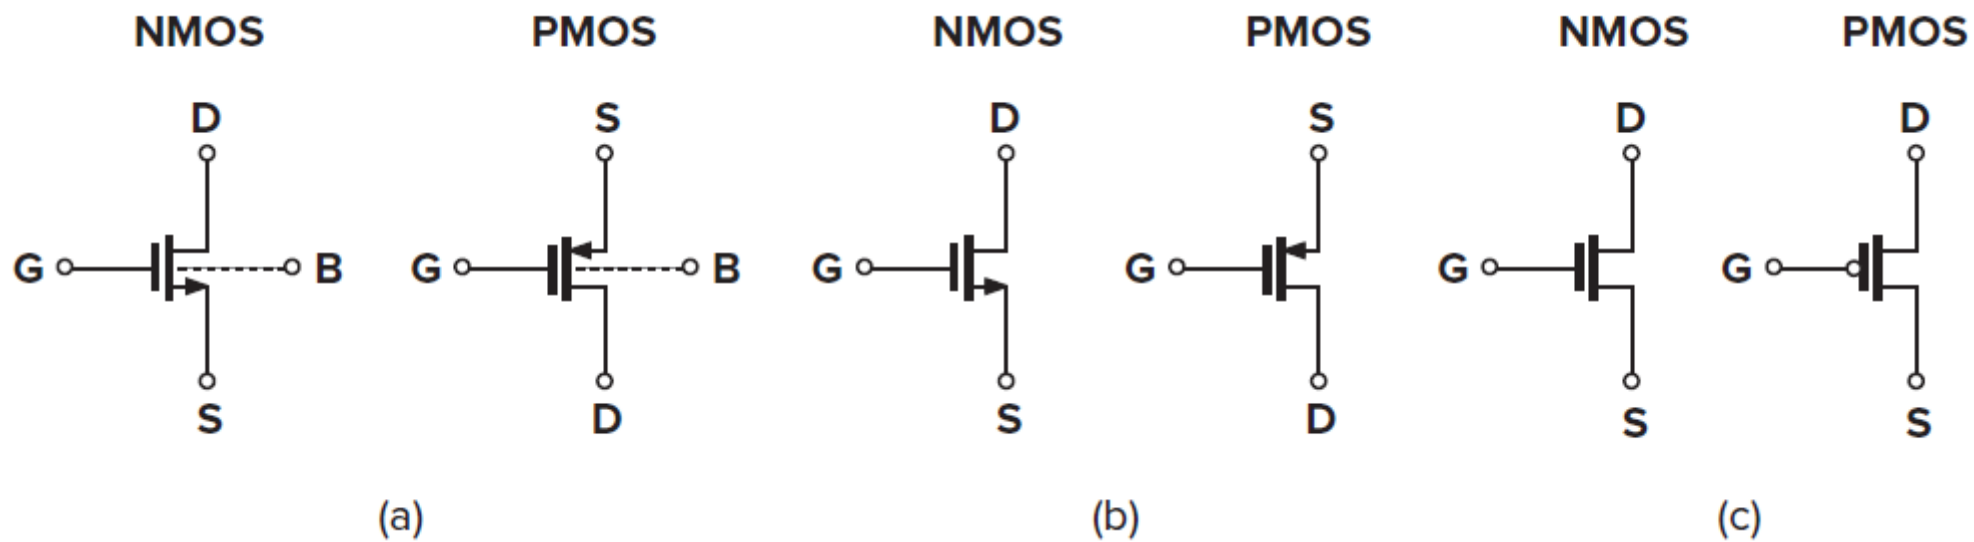 NMOS PMOS NMOS PMOS NMOS PMOS
D S D S D D
G B G B G G G G
S D S D S S
(a) (b) (c)